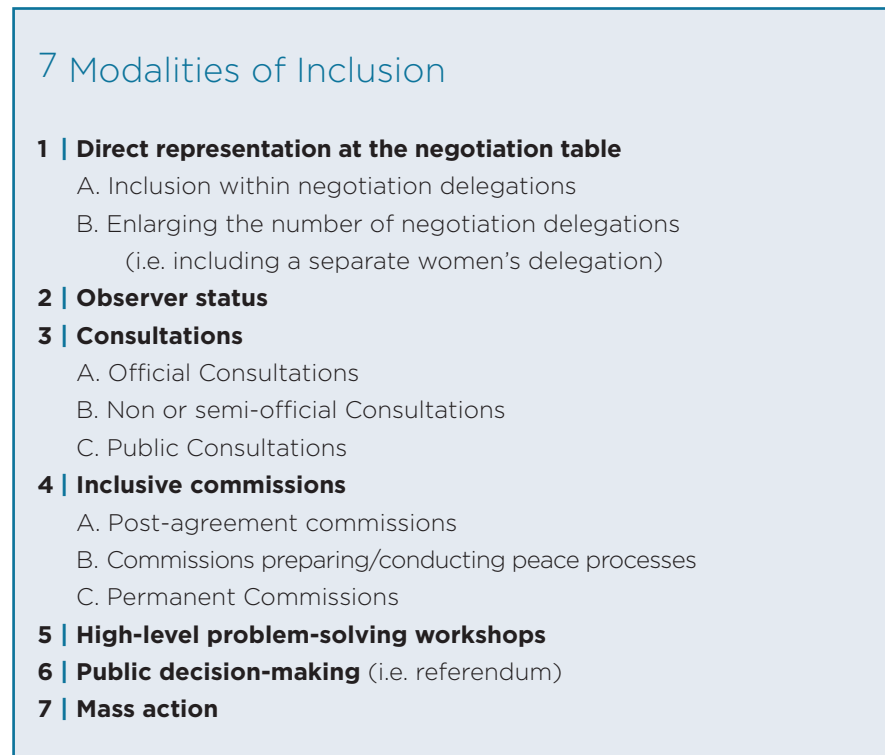 7 Modalities of Inclusion
1 | Direct representation at the negotiation table
A. Inclusion within negotiation delegations
B. Enlarging the number of negotiation delegations
(i.e. including a separate women’s delegation)
2 | Observer status
3 | Consultations
A. Official Consultations
B. Non or semi-official Consultations
C. Public Consultations
4 | Inclusive commissions
A. Post-agreement commissions
B. Commissions preparing/conducting peace processes
C. Permanent Commissions
5 | High-level problem-solving workshops
6 | Public decision-making (i.e. referendum)
7 | Mass action